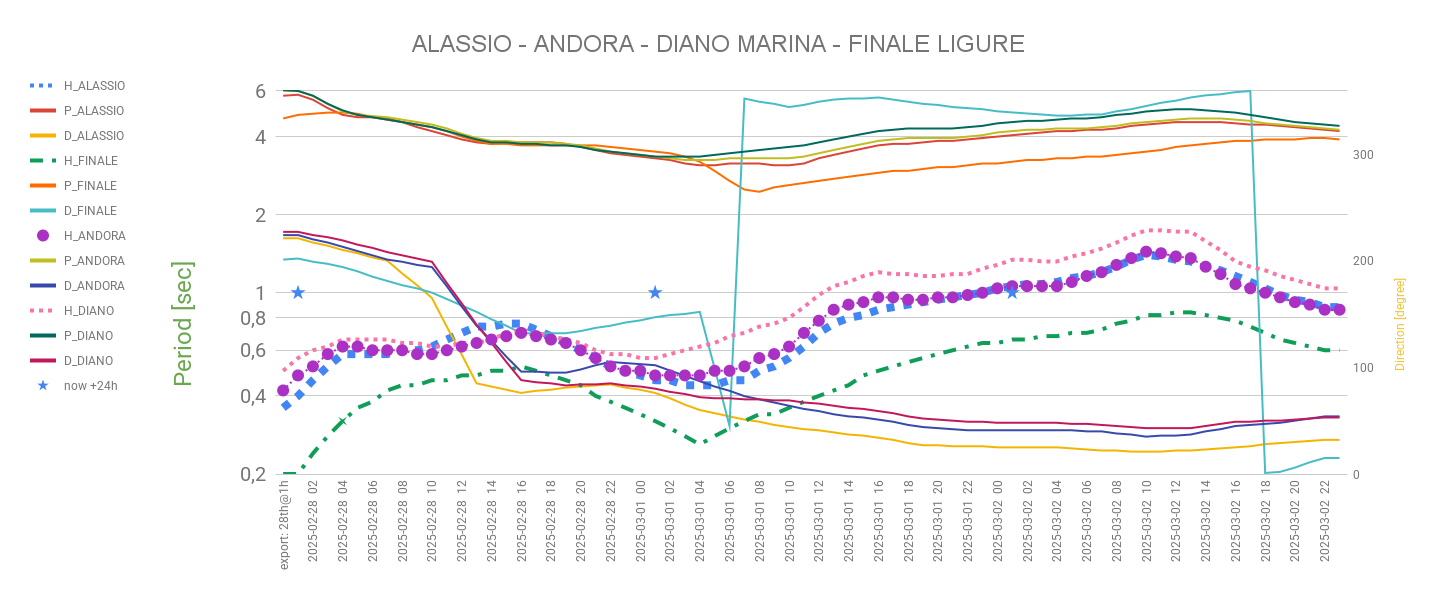 ALASSIO - ANDORA - DIANO MARINA - FINALE LIGURE
H_ALASSIO
P_ALASSIO
D_ALASSIO
H_FINALE
P_FINALE
D_FINALE
H_ANDORA
P_ANDORA
D_ANDORA
H_DIANO
P_DIANO
D_DIANO
now +24h
Period [sec]
6
4
2
1
0,8
0,6
0,4
0,2
300
200
100
0
Direction [degree]
export: 28th@1h
2025-02-28 02
2025-02-28 04
2025-02-28 06
2025-02-28 08
2025-02-28 10
2025-02-28 12
2025-02-28 14
2025-02-28 16
2025-02-28 18
2025-02-28 20
2025-02-28 22
2025-03-01 00
2025-03-01 02
2025-03-01 04
2025-03-01 06
2025-03-01 08
2025-03-01 10
2025-03-01 12
2025-03-01 14
2025-03-01 16
2025-03-01 18
2025-03-01 20
2025-03-01 22
2025-03-02 00
2025-03-02 02
2025-03-02 04
2025-03-02 06
2025-03-02 08
2025-03-02 10
2025-03-02 12
2025-03-02 14
2025-03-02 16
2025-03-02 18
2025-03-02 20
2025-03-02 22